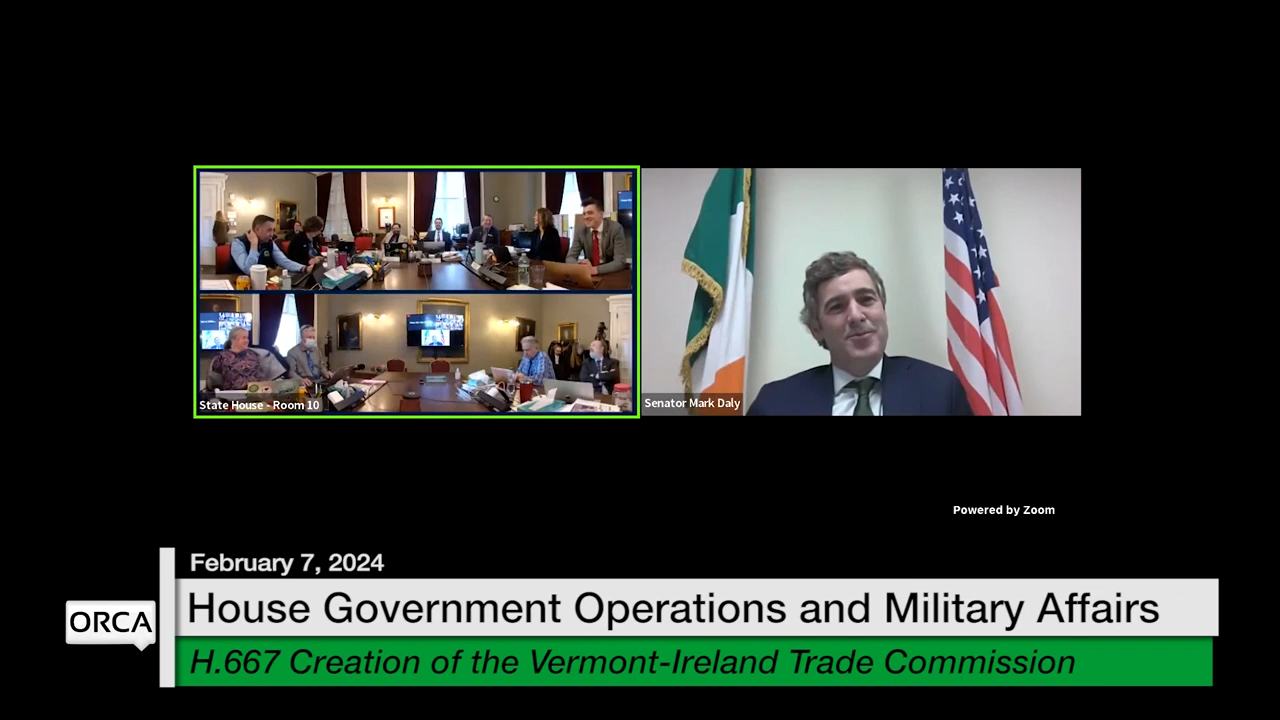 State House - Room 10
Senator Mark Daly
Powered by Zoom
February 7, 2024
ORCA
House Government Operations and Military Affairs
H.667 Creation of the Vermont-Ireland Trade Commission